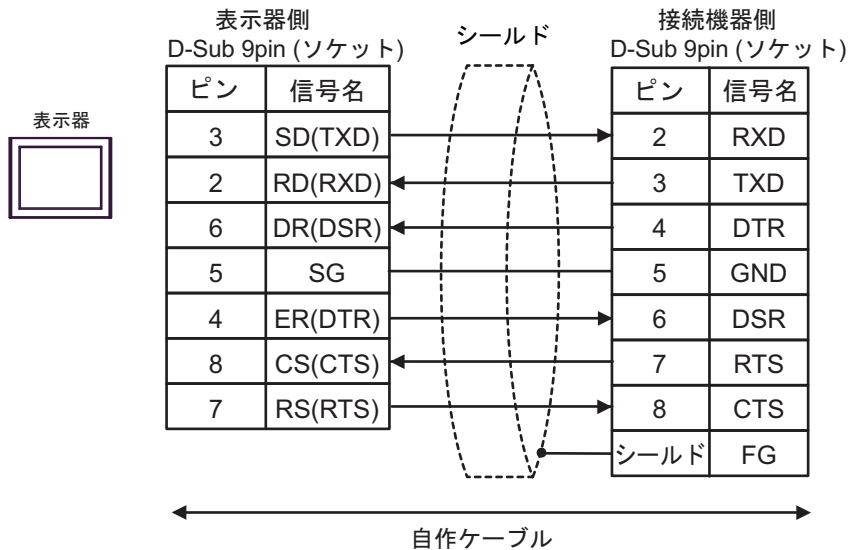 表示器側
D-Sub 9pin (ソケット)
シールド
接続機器側
D-Sub 9pin (ソケット)
表示器
ピン 信号名 ピン 信号名
3 SD(TXD) 2 RXD
2 RD(RXD) 3 TXD
6 DR(DSR) 4 DTR
5 SG 5 GND
4 ER(DTR) 6 DSR
8 CS(CTS) 7 RTS
7 RS(RTS) 8 CTS
シールド FG
自作ケーブル